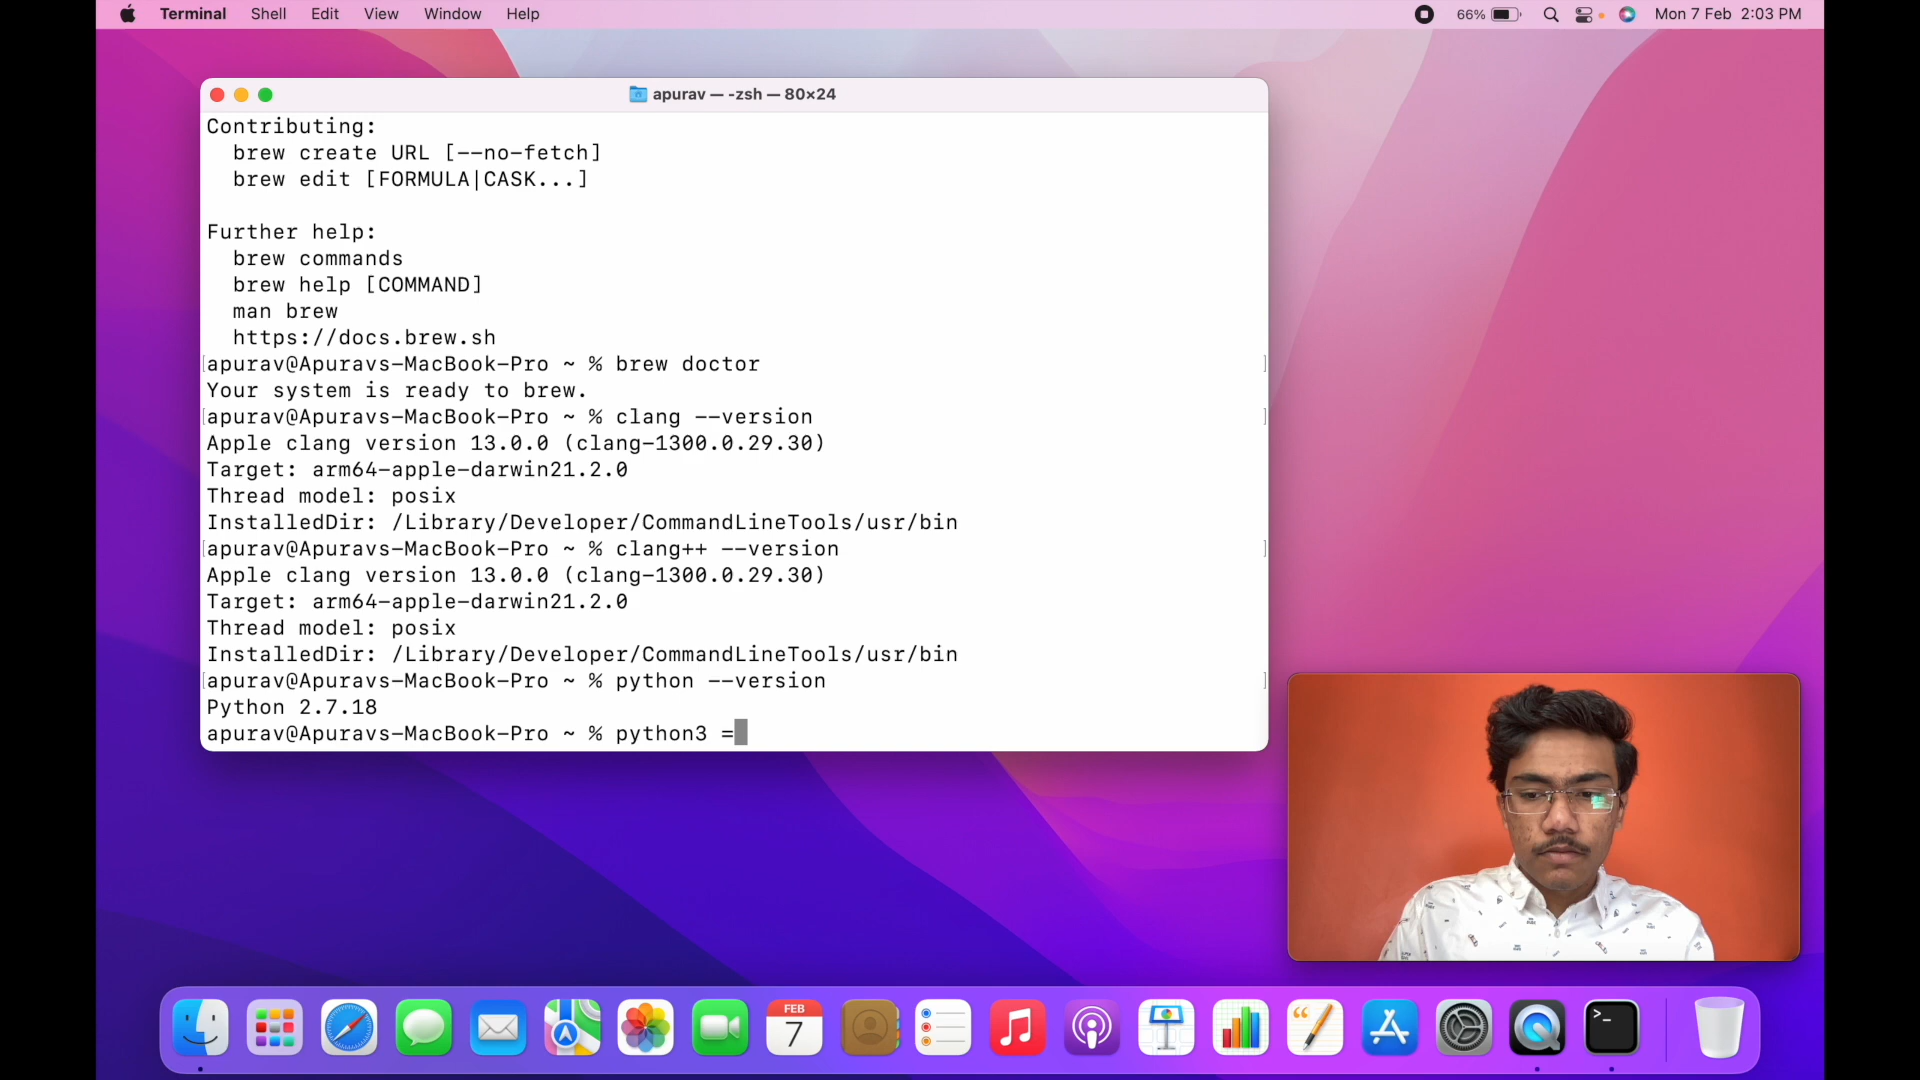 Terminal Shell Edit View Window Help 66% Mon 7 Feb 2:03 PM
apurav — -zsh — 80×24
Contributing:
brew create URL [--no-fetch]
brew edit [FORMULA|CASK...]
Further help:
brew commands
brew help [COMMAND]
man brew
https://docs.brew.sh
[apurav@Apuravs-MacBook-Pro ~ % brew doctor ]
Your system is ready to brew.
[apurav@Apuravs-MacBook-Pro ~ % clang --version ]
Apple clang version 13.0.0 (clang-1300.0.29.30)
Target: arm64-apple-darwin21.2.0
Thread model: posix
InstalledDir: /Library/Developer/CommandLineTools/usr/bin
[apurav@Apuravs-MacBook-Pro ~ % clang++ --version ]
Apple clang version 13.0.0 (clang-1300.0.29.30)
Target: arm64-apple-darwin21.2.0
Thread model: posix
InstalledDir: /Library/Developer/CommandLineTools/usr/bin
[apurav@Apuravs-MacBook-Pro ~ % python --version ]
Python 2.7.18
apurav@Apuravs-MacBook-Pro ~ % python3 =
FEB
7
>_